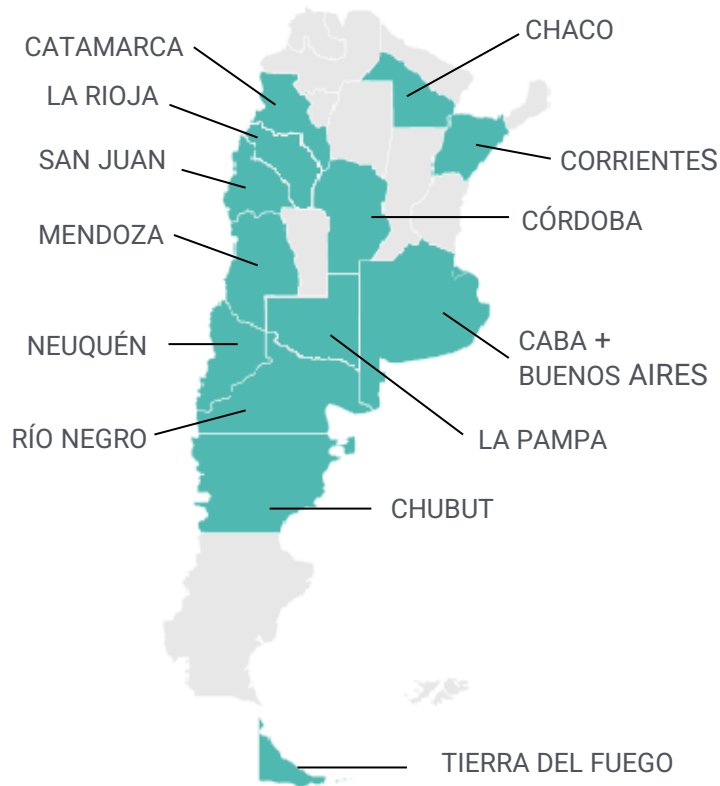 CATAMARCA
CHACO
LA RIOJA
SAN JUAN
CORRIENTES
MENDOZA
CÓRDOBA
NEUQUÉN
CABA +
BUENOS AIRES
RÍO NEGRO
LA PAMPA
CHUBUT
TIERRA DEL FUEGO